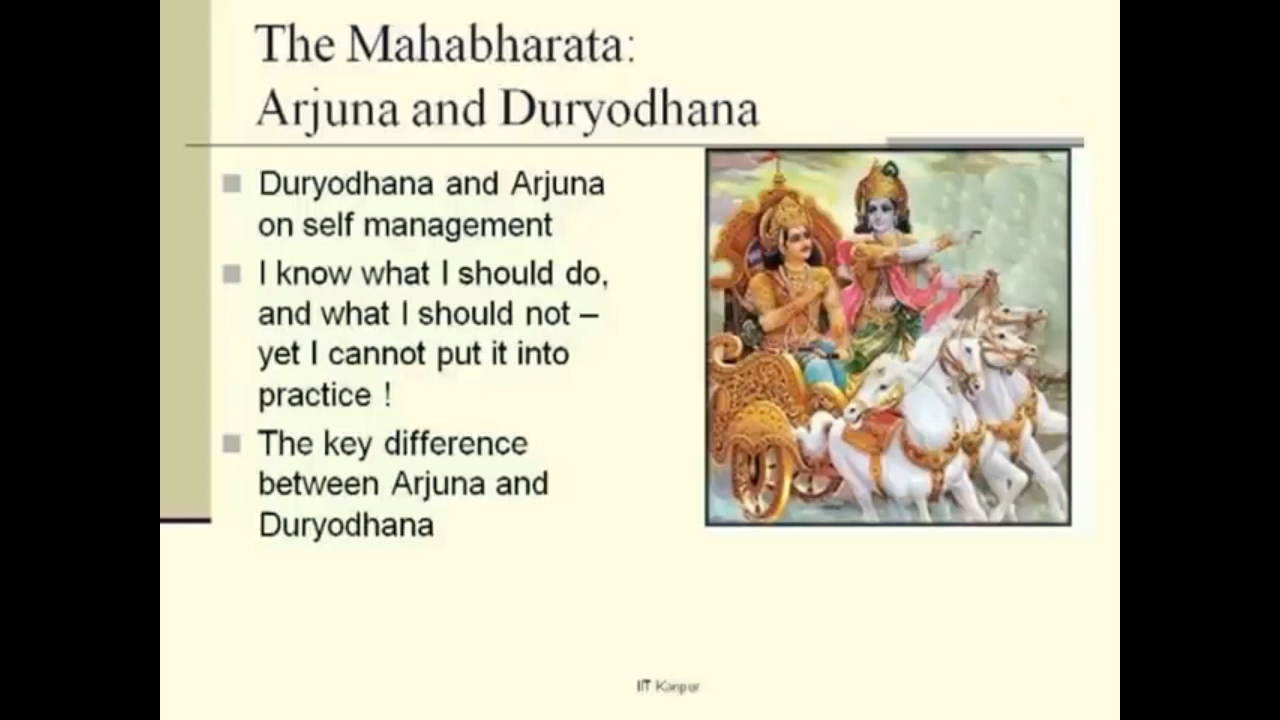 The Mahabharata:
Arjuna and Duryodhana
Duryodhana and Arjuna
on self management
I know what I should do,
and what I should not –
yet I cannot put it into
practice !
The key difference
between Arjuna and
Duryodhana
IIT Kanpur